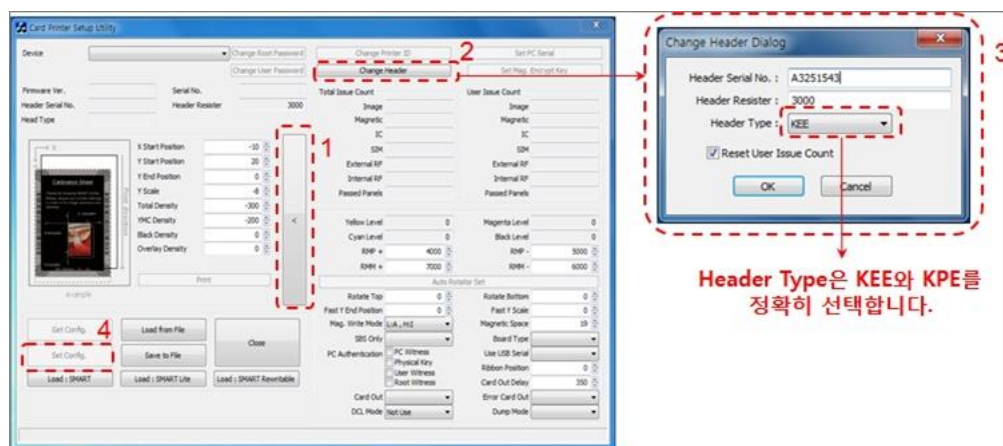 Card Printer Setup Utility
Device
Change Root Password
Change User Password
Firmware Ver.
Serial No.
Header Serial No.
Header Resister
3000
Head Type
X Start Position -10
Y Start Position 20
Y End Position 0
Y Scale -8
Total Density -300
YMC Density -200
Black Density 0
Overlay Density 0
Print
Calibration Sheet
example
1
<
Get Config.
4
Load from File
Close
Set Config.
Save to File
Load : SMART
Load : SMART Lite
Load : SMART Rewritable
Change Printer ID
2
Set PC Serial
Change Header
Set Mag. Encrypt Key
Total Issue Count
User Issue Count
Image
Image
Magnetic
Magnetic
IC
IC
SIM
SIM
External RF
External RF
Internal RF
Internal RF
Passed Panels
Passed Panels
Yellow Level 0
Magenta Level 0
Cyan Level 0
Black Level 0
RMP + 4000
RMP - 5000
RMM + 7000
RMM - 6000
Auto Rotator Set
Rotate Top 0
Rotate Bottom 0
Fast Y End Position 0
Fast Y Scale 0
Mag. Write Mode L:A , H:I
Magnetic Space 19
SBS Only
Board Type
PC Authentication
PC Witness
Physical Key
User Witness
Root Witness
Use USB Serial
Ribbon Position 0
Card Out Delay 350
Card Out
Error Card Out
DCL Mode Not Use
Dump Mode
3
Change Header Dialog
Header Serial No. : A3251543
Header Resister : 3000
Header Type : KEE
Reset User Issue Count
OK
Cancel
Header Type은 KEE와 KPE를
정확히 선택합니다.